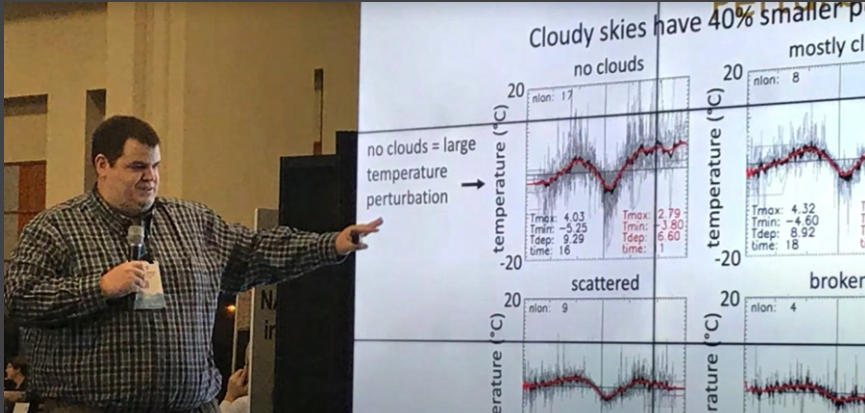 Cloudy skies have 40% smaller
no clouds
mostly
20
nlon: 17
20
nlon: 8
no clouds = large
temperature
perturbation
temperature (°C)
temperature (°C)
Tmax: 4.03
Tmin: -5.25
Tdep: 9.29
time: 16
Tmax: 2.79
Tmin: -3.80
Tdep: 6.60
time: 1
Tmax: 4.32
Tmin: -4.60
Tdep: 8.92
time: 18
-20
-20
scattered
broken
20
nlon: 9
20
nlon: 4
(°C)
(°C)